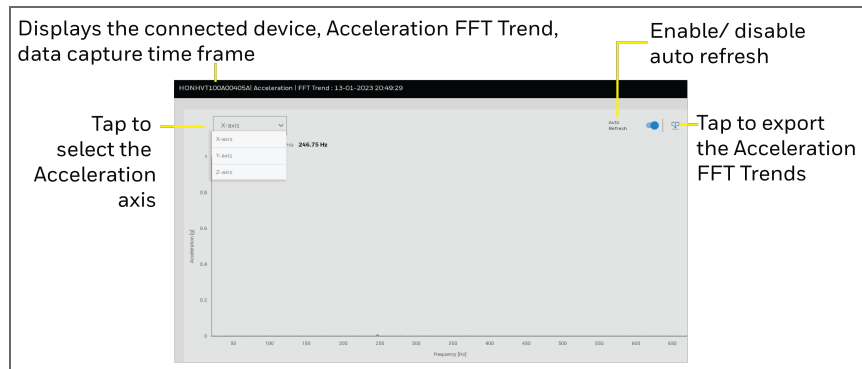 Displays the connected device, Acceleration FFT Trend,
data capture time frame
Enable/ disable
auto refresh
HONHVT100A00405A| Acceleration | FFT Trend : 13-01-2023 20:49:29
Tap to
select the
Acceleration
axis
X-axis
X-axis
Y-axis
Z-axis
246.75 Hz
Auto
Refresh
Tap to export
the Acceleration
FFT Trends
1
0.8
0.6
0.4
0.2
0
Acceleration [g]
50 100 150 200 250 300 350 400 450 500 550 600 650
Frequency [Hz]